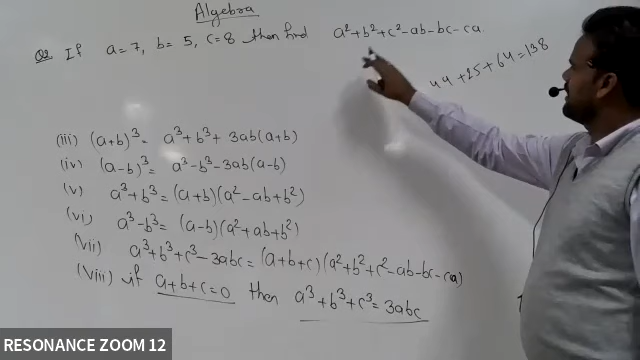 Algebra
Q2. If a=7, b=5, c=8 then find a²+b²+c²-ab-bc-ca.
49+25+64=138
(iii) (a+b)³= a³+b³+3ab(a+b)
(iv) (a-b)³= a³-b³-3ab(a-b)
(v) a³+b³=(a+b)(a²-ab+b²)
(vi) a³-b³=(a-b)(a²+ab+b²)
(vii) a³+b³+c³-3abc=(a+b+c)(a²+b²+c²-ab-bc-ca)
(viii) if a+b+c=0 then a³+b³+c³=3abc
RESONANCE ZOOM 12